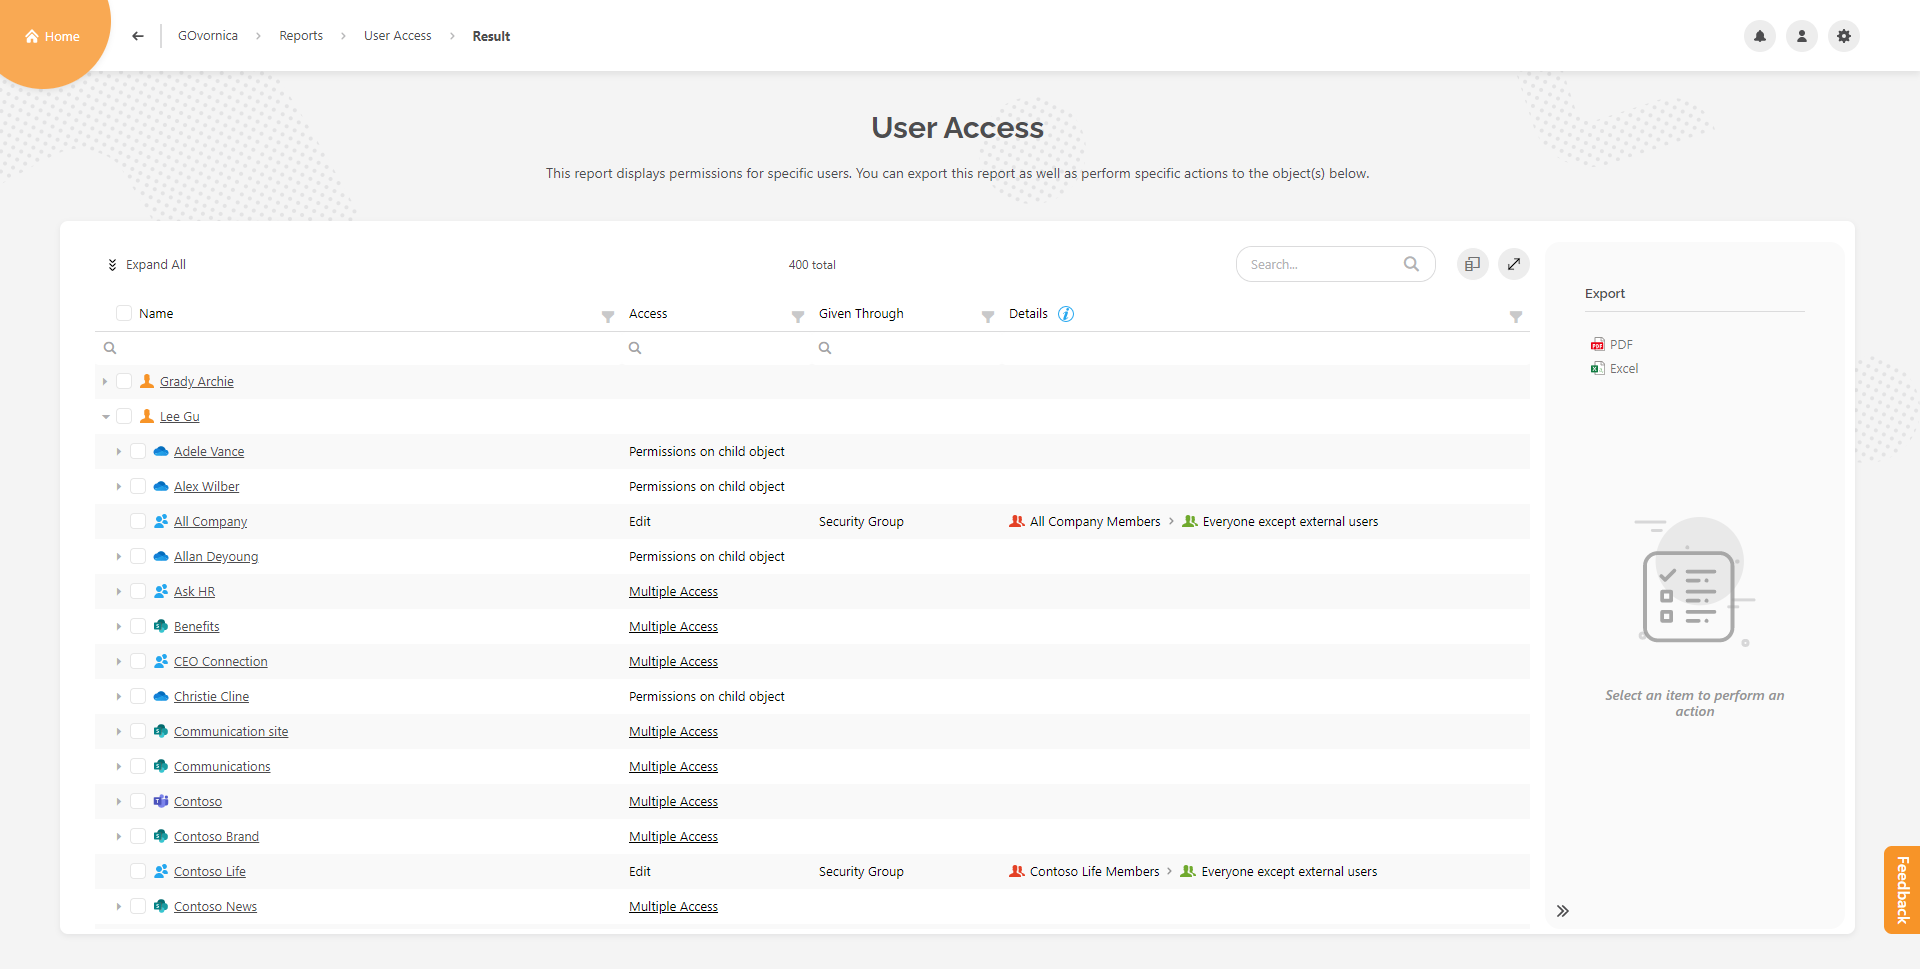 Home
GOvornica > Reports > User Access > Result
User Access
This report displays permissions for specific users. You can export this report as well as perform specific actions to the object(s) below.
Expand All
400 total
Search...
Name Access Given Through Details
Grady Archie
Lee Gu
Adele Vance Permissions on child object
Alex Wilber Permissions on child object
All Company Edit Security Group All Company Members > Everyone except external users
Allan Deyoung Permissions on child object
Ask HR Multiple Access
Benefits Multiple Access
CEO Connection Multiple Access
Christie Cline Permissions on child object
Communication site Multiple Access
Communications Multiple Access
Contoso Multiple Access
Contoso Brand Multiple Access
Contoso Life Edit Security Group Contoso Life Members > Everyone except external users
Contoso News Multiple Access
Export
PDF
Excel
Select an item to perform an
action
Feedback